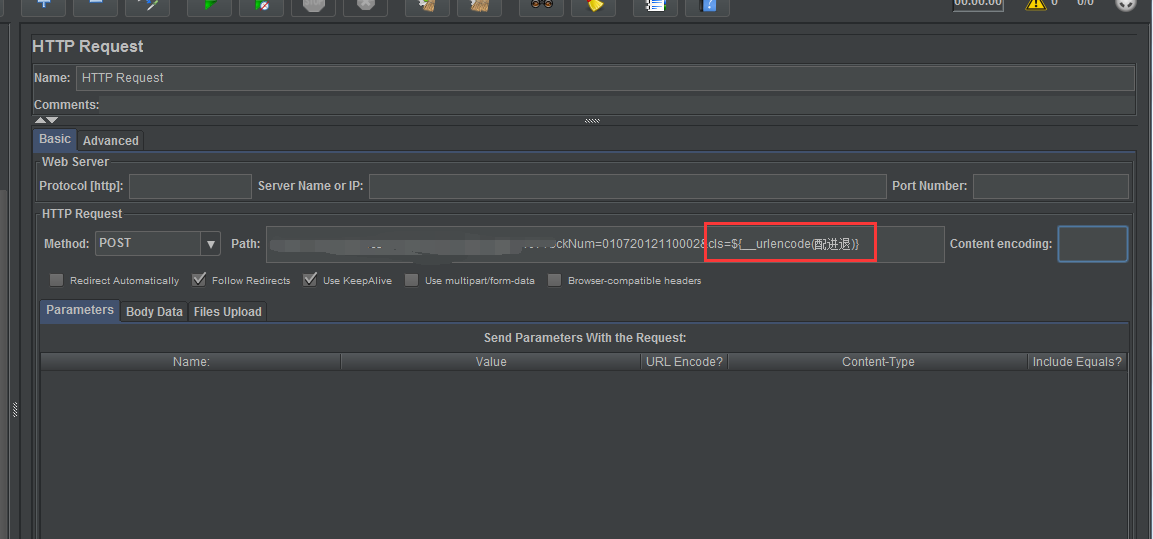 00:00:00 0 0/0
HTTP Request
Name: HTTP Request
Comments:
Basic Advanced
Web Server
Protocol [http]: Server Name or IP: Port Number:
HTTP Request
Method: POST Path: ckNum=01072012110002&cls=${__urlencode(配进退)} Content encoding:
Redirect Automatically Follow Redirects Use KeepAlive Use multipart/form-data Browser-compatible headers
Parameters Body Data Files Upload
Send Parameters With the Request:
Name: Value URL Encode? Content-Type Include Equals?